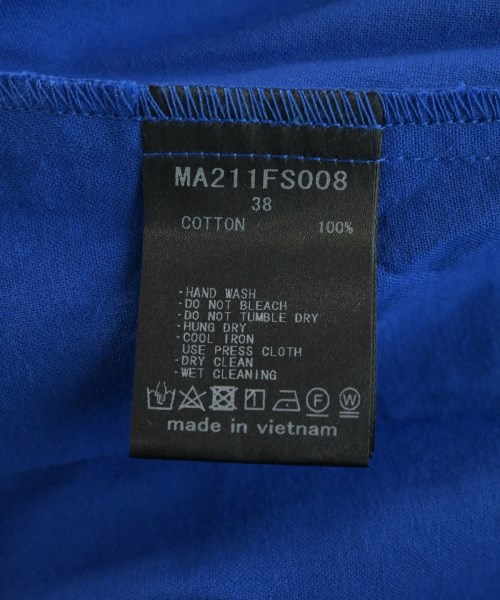 MA211FS008
38
COTTON 100%
-HAND WASH
-DO NOT BLEACH
-DO NOT TUMBLE DRY
-HUNG DRY
-COOL IRON
USE PRESS CLOTH
-DRY CLEAN
-WET CLEANING
F W
made in vietnam